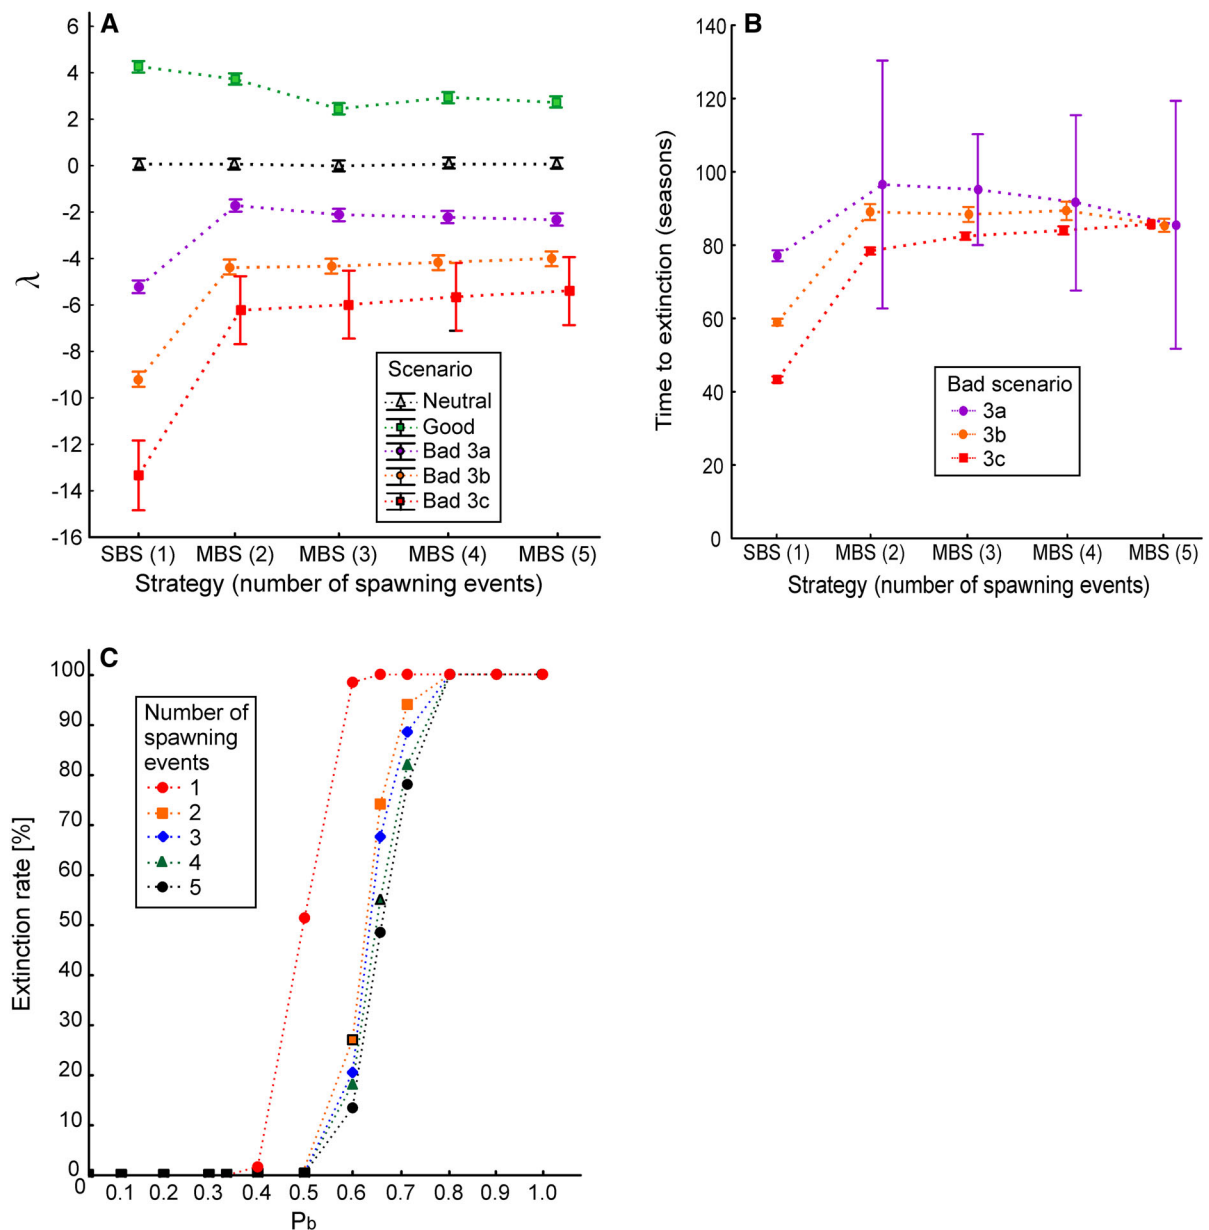 A
6
4
2
0
-2
-4
-6
-8
-10
-12
-14
-16
λ
Scenario
Neutral
Good
Bad 3a
Bad 3b
Bad 3c
SBS (1) MBS (2) MBS (3) MBS (4) MBS (5)
Strategy (number of spawning events)
B
140
120
100
80
60
40
20
0
Time to extinction (seasons)
Bad scenario
3a
3b
3c
SBS (1) MBS (2) MBS (3) MBS (4) MBS (5)
Strategy (number of spawning events)
C
100
90
80
70
60
50
40
30
20
10
0
Extinction rate [%]
Number of
spawning
events
1
2
3
4
5
0 0.1 0.2 0.3 0.4 0.5 0.6 0.7 0.8 0.9 1.0
Pb